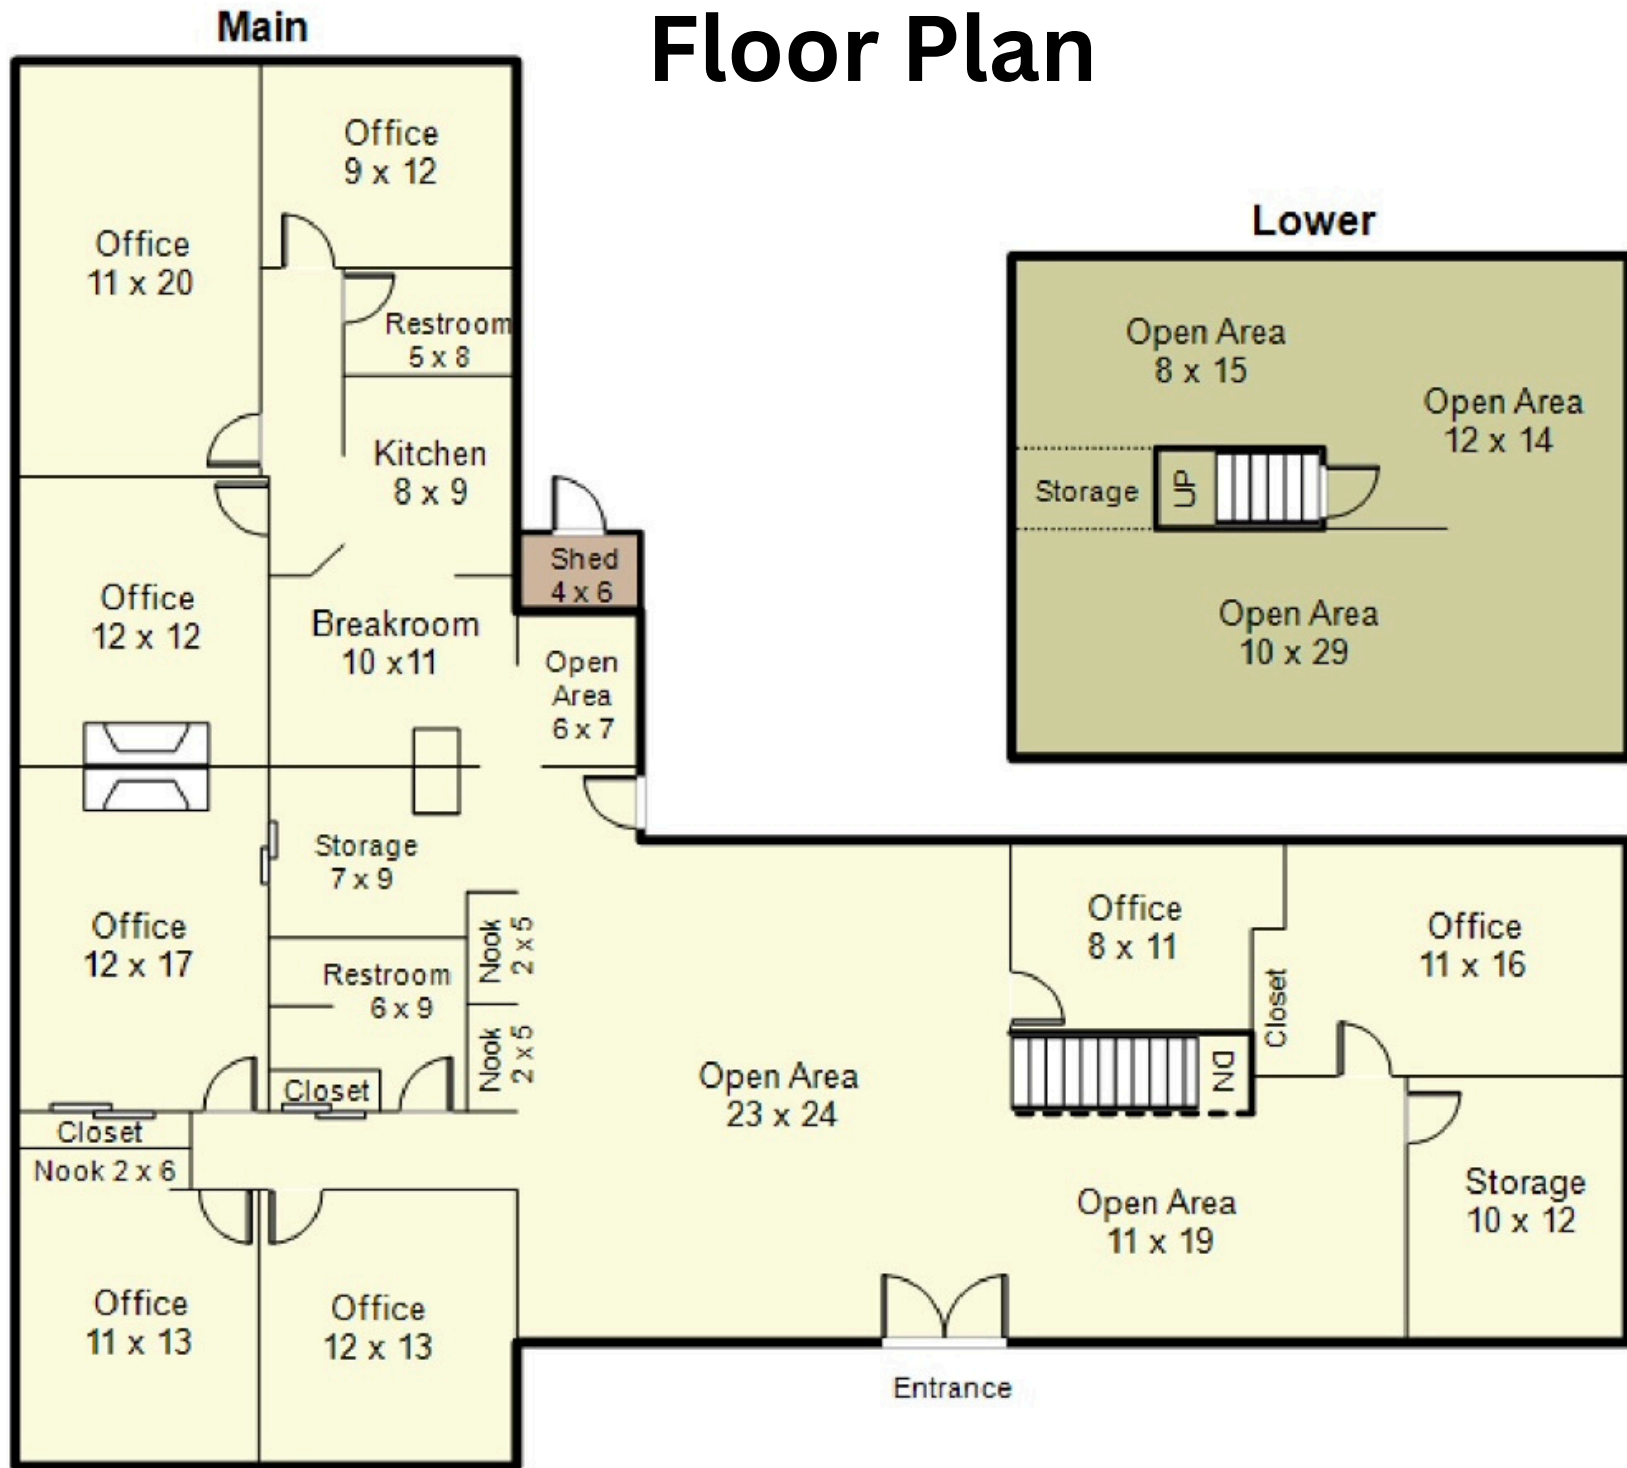 Floor Plan
Main
Office
9 x 12
Office
11 x 20
Restroom
5 x 8
Kitchen
8 x 9
Shed
4 x 6
Office
12 x 12
Breakroom
10 x11
Open
Area
6 x 7
Storage
7 x 9
Office
12 x 17
Nook
2 x 5
Restroom
6 x 9
Nook
2 x 5
Closet
Closet
Nook 2 x 6
Office
11 x 13
Office
12 x 13
Open Area
23 x 24
Office
8 x 11
Closet
Office
11 x 16
DN
Open Area
11 x 19
Storage
10 x 12
Entrance
Lower
Open Area
8 x 15
Open Area
12 x 14
Storage
UP
Open Area
10 x 29